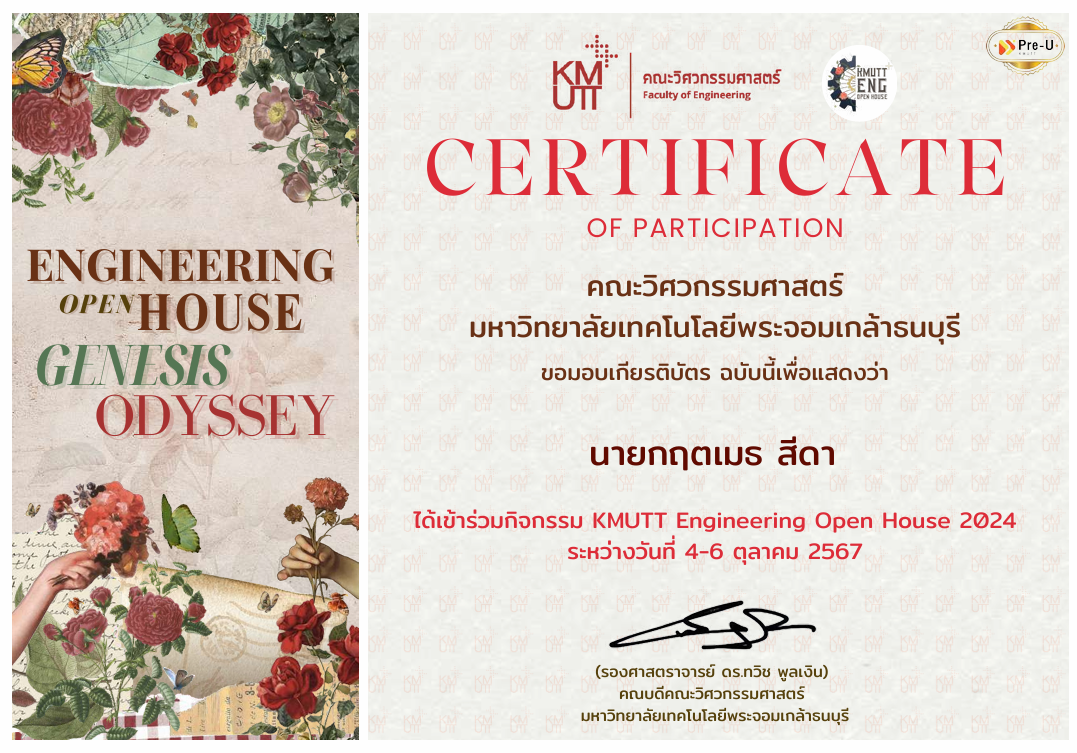 ENGINEERING
OPEN HOUSE
GENESIS
ODYSSEY
KM
UTT
คณะวิศวกรรมศาสตร์
Faculty of Engineering
KMUTT
ENG
OPEN HOUSE
Pre-U
CERTIFICATE
OF PARTICIPATION
คณะวิศวกรรมศาสตร์
มหาวิทยาลัยเทคโนโลยีพระจอมเกล้าธนบุรี
ขอมอบเกียรติบัตร ฉบับนี้เพื่อแสดงว่า
นายกฤตเมธ สีดา
ได้เข้าร่วมกิจกรรม KMUTT Engineering Open House 2024
ระหว่างวันที่ 4-6 ตุลาคม 2567
(รองศาสตราจารย์ ดร.ทวิช พูลเงิน)
คณบดีคณะวิศวกรรมศาสตร์
มหาวิทยาลัยเทคโนโลยีพระจอมเกล้าธนบุรี